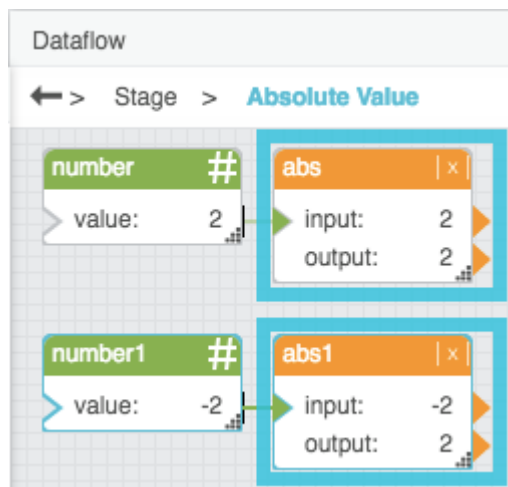 Dataflow
> Stage > Absolute Value
number #
value: 2
abs |x|
input: 2
output: 2
number1 #
value: -2
abs1 |x|
input: -2
output: 2